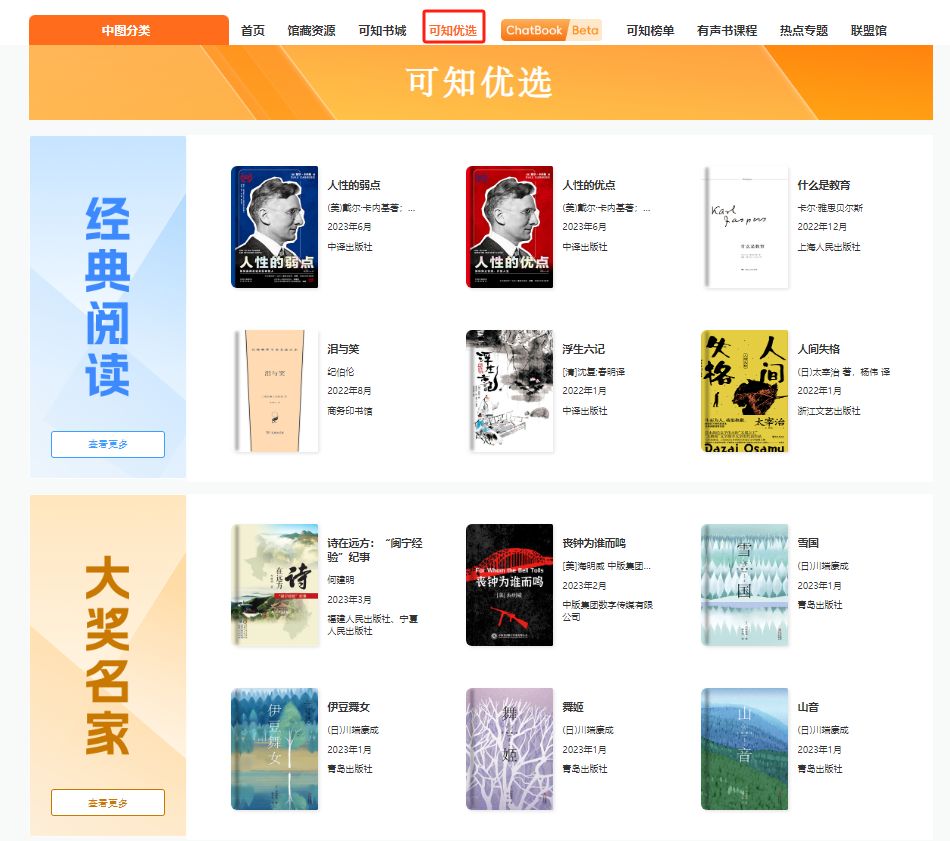 中图分类
首页
馆藏资源
可知书城
可知优选
ChatBook Beta
可知榜单
有声书课程
热点专题
联盟馆
可知优选
经典阅读
查看更多
人性的弱点
人性的弱点
(美)戴尔·卡内基著；...
2023年6月
中译出版社
人性的优点
人性的优点
(美)戴尔·卡内基著；...
2023年6月
中译出版社
Karl
Jaspers
什么是教育
什么是教育
卡尔·雅思贝尔斯
2022年12月
上海人民出版社
泪与笑
泪与笑
纪伯伦
2022年8月
商务印书馆
浮生六记
浮生六记
[清]沈复;春明译
2022年1月
中译出版社
人间
失格
太宰治
Dazai Osamu
人间失格
(日)太宰治 著，杨伟 译
2022年1月
浙江文艺出版社
大奖名家
查看更多
诗
在远方
诗在远方：“闽宁经
验”纪事
何建明
2023年3月
福建人民出版社、宁夏
人民出版社
For Whom the Bell Tolls
丧钟为谁而鸣
丧钟为谁而鸣
[美]海明威 中版集团...
2023年2月
中版集团数字传媒有限
公司
雪国
雪国
(日)川端康成
2023年1月
青岛出版社
伊豆舞女
伊豆舞女
(日)川端康成
2023年1月
青岛出版社
舞姬
舞姬
(日)川端康成
2023年1月
青岛出版社
山音
山音
(日)川端康成
2023年1月
青岛出版社